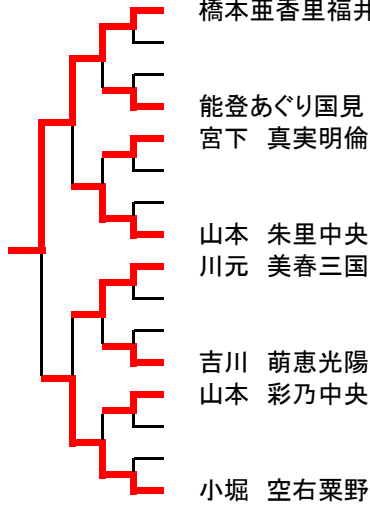 橋本亜香里福井
能登あぐり国見
宮下　真実明倫
山本　朱里中央
川元　美春三国
吉川　萌恵光陽
山本　彩乃中央
小堀　空右粟野